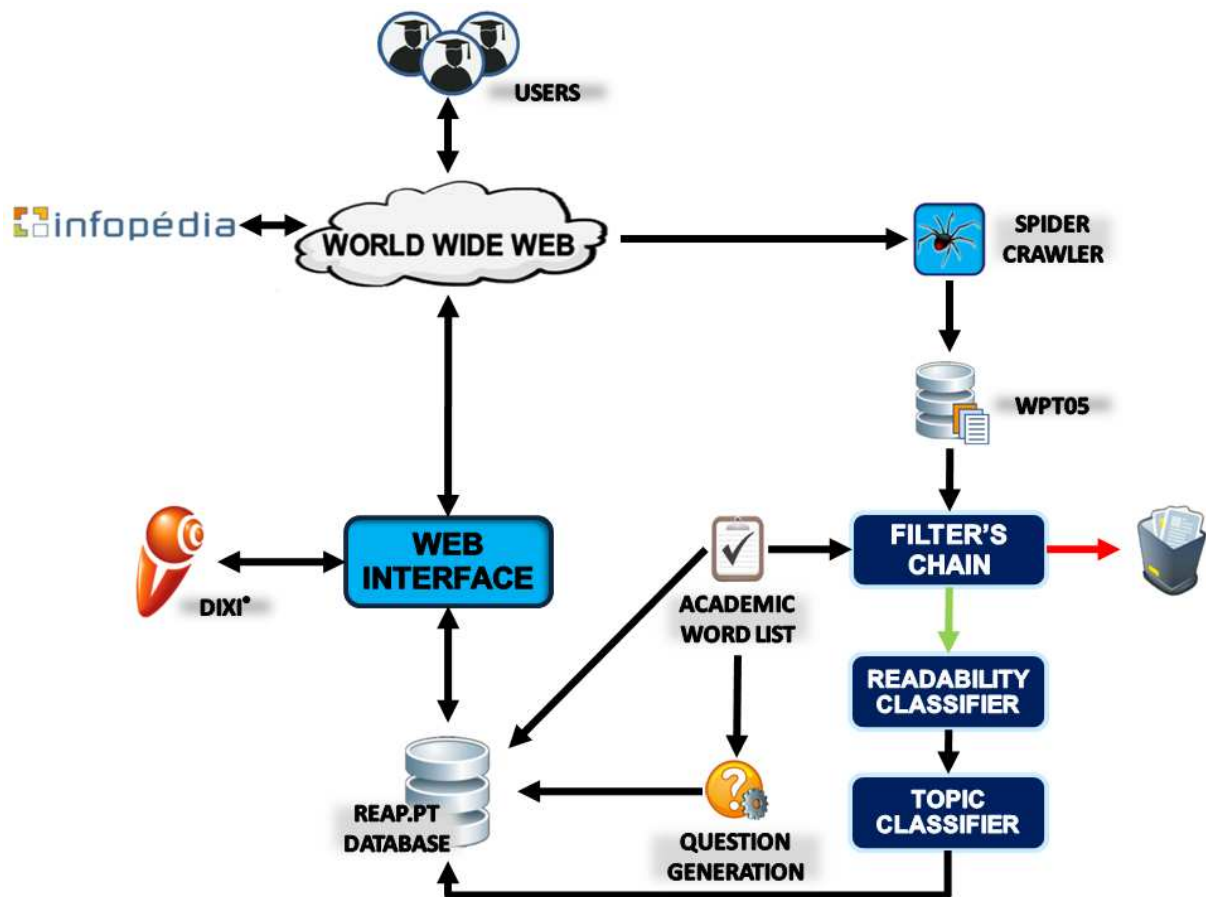 USERS
infopédia
WORLD WIDE WEB
SPIDER
CRAWLER
WPT05
WEB
INTERFACE
FILTER'S
CHAIN
DIXI•
ACADEMIC
WORD LIST
READABILITY
CLASSIFIER
REAP.PT
DATABASE
QUESTION
GENERATION
TOPIC
CLASSIFIER